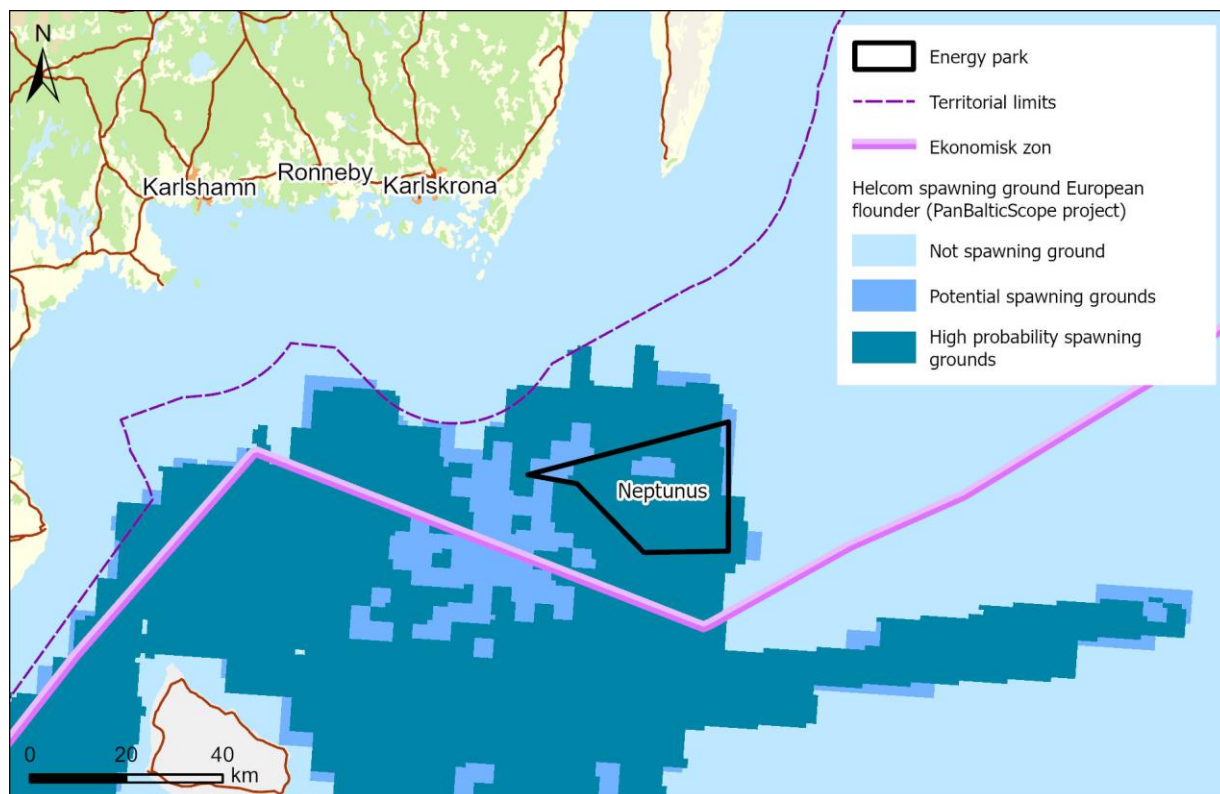 N
Karlshamn
Ronneby
Karlskrona
Neptunus
0 20 40
km
Energy park
Territorial limits
Ekonomisk zon
Helcom spawning ground European
flounder (PanBalticScope project)
Not spawning ground
Potential spawning grounds
High probability spawning
grounds